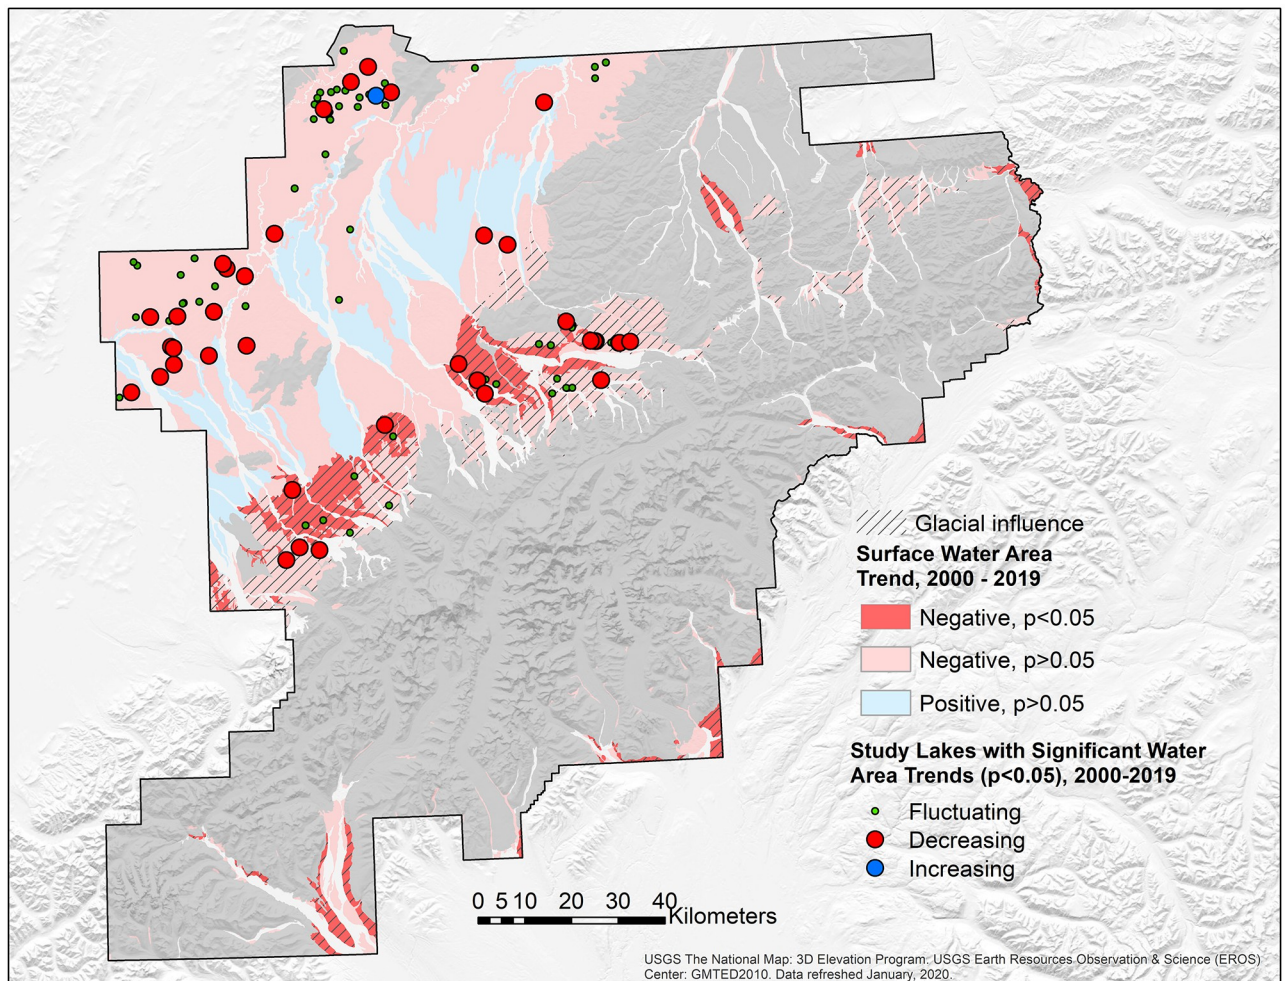 Glacial influence
Surface Water Area
Trend, 2000 - 2019
Negative, p<0.05
Negative, p>0.05
Positive, p>0.05
Study Lakes with Significant Water
Area Trends (p<0.05), 2000-2019
Fluctuating
Decreasing
Increasing
0 5 10 20 30 40
Kilometers
USGS The National Map: 3D Elevation Program. USGS Earth Resources Observation & Science (EROS)
Center: GMTED2010. Data refreshed January, 2020.